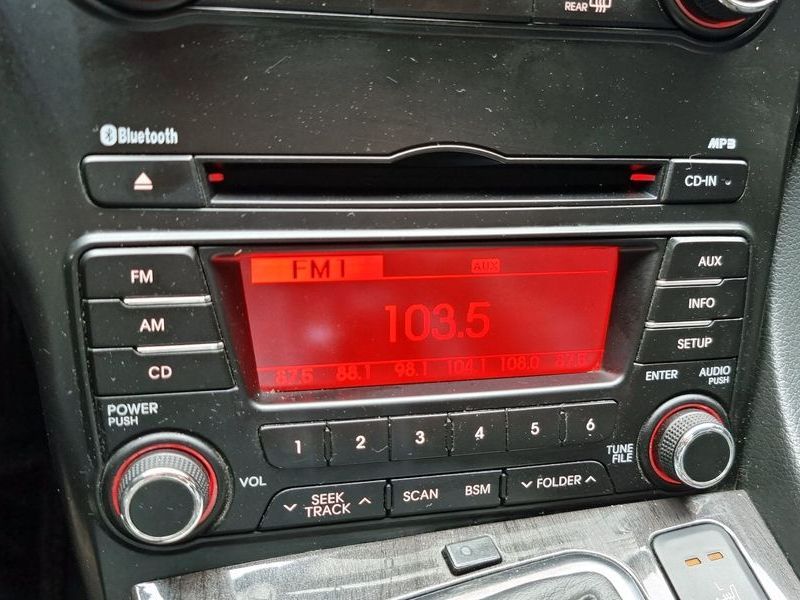 REAR
Bluetooth
MP3
CD-IN
FM
AM
CD
FM1
AUX
103.5
87.5 88.1 98.1 104.1 108.0 87.5
AUX
INFO
SETUP
ENTER
AUDIO
PUSH
POWER
PUSH
VOL
1 2 3 4 5 6
TUNE
FILE
SEEK
TRACK
SCAN BSM
FOLDER
L